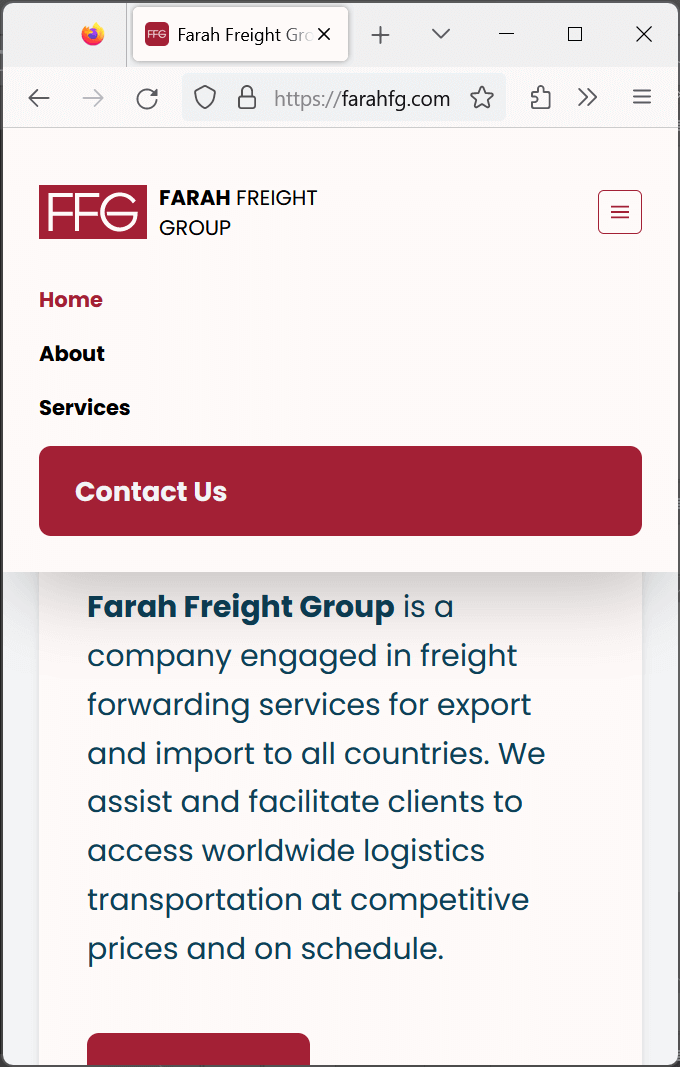 FFG Farah Freight Gro
https://farahfg.com
FFG FARAH FREIGHT
GROUP
Home
About
Services
Contact Us
Farah Freight Group is a
company engaged in freight
forwarding services for export
and import to all countries. We
assist and facilitate clients to
access worldwide logistics
transportation at competitive
prices and on schedule.